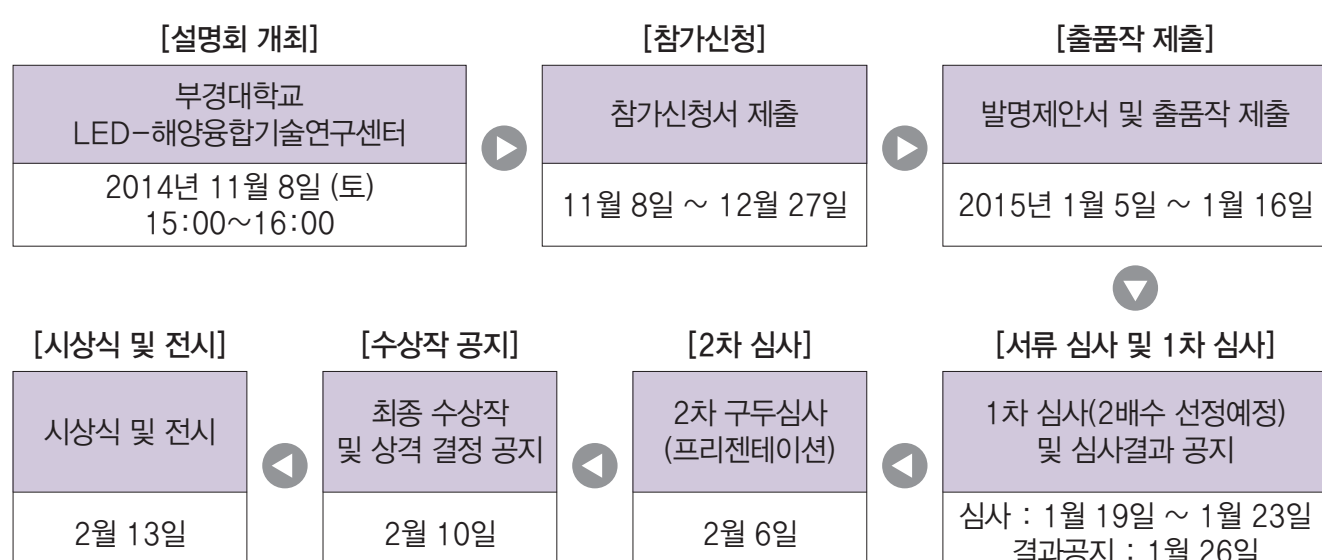 [설명회 개최]
부경대학교
LED-해양융합기술연구센터
2014년 11월 8일 (토)
15:00~16:00
[참가신청]
참가신청서 제출
11월 8일 ~ 12월 27일
[출품작 제출]
발명제안서 및 출품작 제출
2015년 1월 5일 ~ 1월 16일
[서류 심사 및 1차 심사]
1차 심사(2배수 선정예정)
및 심사결과 공지
심사 : 1월 19일 ~ 1월 23일
결과공지 : 1월 26일
[2차 심사]
2차 구두심사
(프리젠테이션)
2월 6일
[수상작 공지]
최종 수상작
및 상격 결정 공지
2월 10일
[시상식 및 전시]
시상식 및 전시
2월 13일